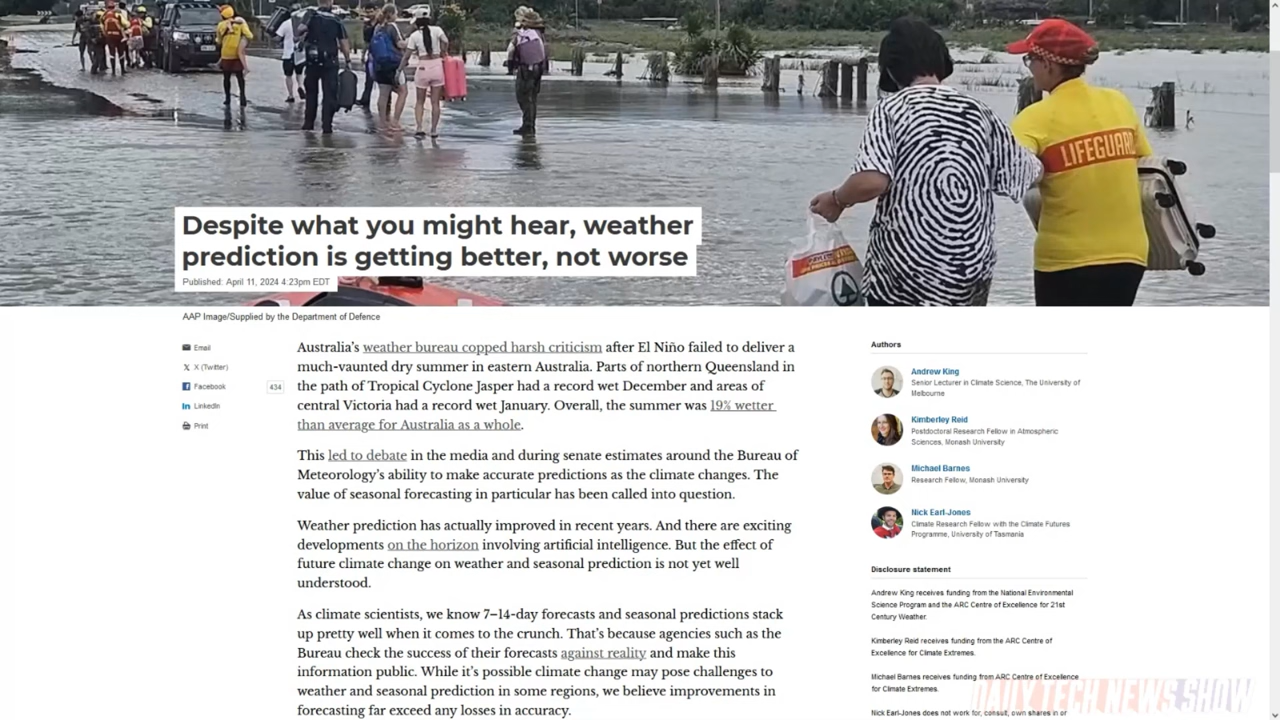 LIFEGUARD
Despite what you might hear, weather
prediction is getting better, not worse
Published: April 11, 2024 4:23pm EDT
AAP Image/Supplied by the Department of Defence
Email
X (Twitter)
Facebook
434
LinkedIn
Print
Australia's weather bureau copped harsh criticism after El Niño failed to deliver a
much-vaunted dry summer in eastern Australia. Parts of northern Queensland in
the path of Tropical Cyclone Jasper had a record wet December and areas of
central Victoria had a record wet January. Overall, the summer was 19% wetter
than average for Australia as a whole.
This led to debate in the media and during senate estimates around the Bureau of
Meteorology's ability to make accurate predictions as the climate changes. The
value of seasonal forecasting in particular has been called into question.
Weather prediction has actually improved in recent years. And there are exciting
developments on the horizon involving artificial intelligence. But the effect of
future climate change on weather and seasonal prediction is not yet well
understood.
As climate scientists, we know 7–14-day forecasts and seasonal predictions stack
up pretty well when it comes to the crunch. That's because agencies such as the
Bureau check the success of their forecasts against reality and make this
information public. While it's possible climate change may pose challenges to
weather and seasonal prediction in some regions, we believe improvements in
forecasting far exceed any losses in accuracy.
Authors
Andrew King
Senior Lecturer in Climate Science, The University of
Melbourne
Kimberley Reid
Postdoctoral Research Fellow in Atmospheric
Sciences, Monash University
Michael Barnes
Research Fellow, Monash University
Nick Earl-Jones
Climate Research Fellow with the Climate Futures
Programme, University of Tasmania
Disclosure statement
Andrew King receives funding from the National Environmental
Science Program and the ARC Centre of Excellence for 21st
Century Weather.
Kimberley Reid receives funding from the ARC Centre of
Excellence for Climate Extremes.
Michael Barnes receives funding from ARC Centre of Excellence
for Climate Extremes.
Nick Earl-Jones does not work for, consult, own shares in or
DAILY TECH NEWS SHOW